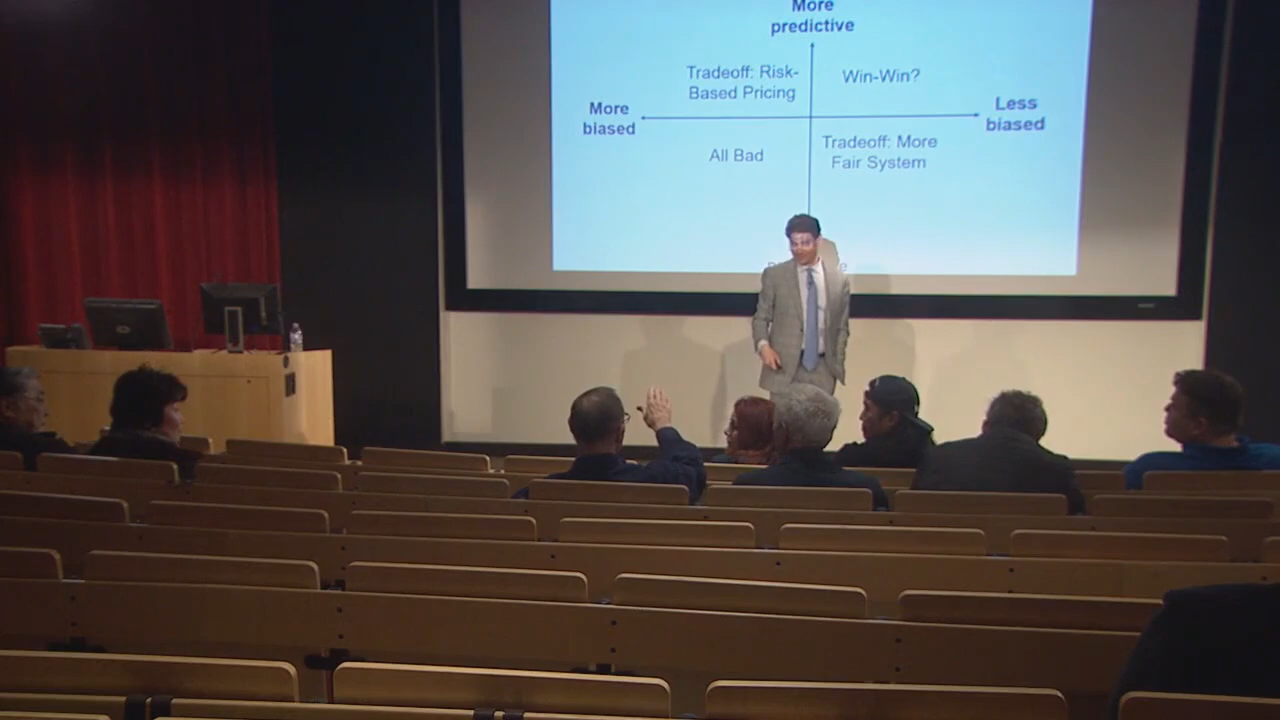 More
predictive
Tradeoff: Risk-
Based Pricing
Win-Win?
More
biased
Less
biased
All Bad
Tradeoff: More
Fair System